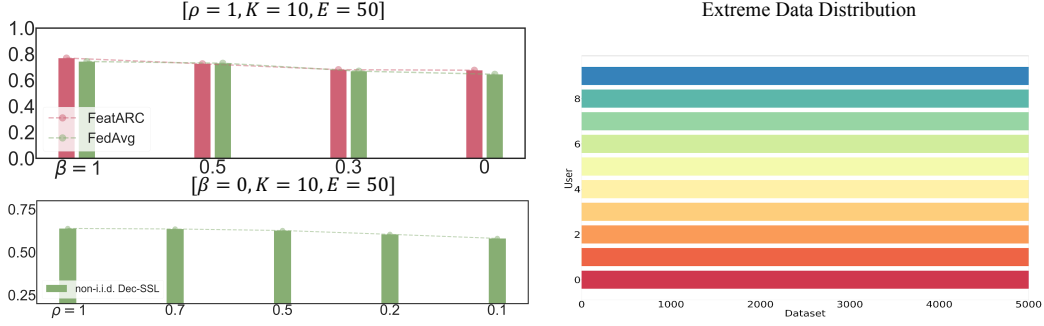 [ρ = 1, K = 10, E = 50]
1.0
0.8
0.6
0.4
0.2
0.0
FeatARC
FedAvg
β = 1 0.5 0.3 0
[β = 0, K = 10, E = 50]
0.75
0.50
0.25
non-i.i.d. Dec-SSL
ρ = 1 0.7 0.5 0.2 0.1
Extreme Data Distribution
User
8
6
4
2
0
0 1000 2000 3000 4000 5000
Dataset